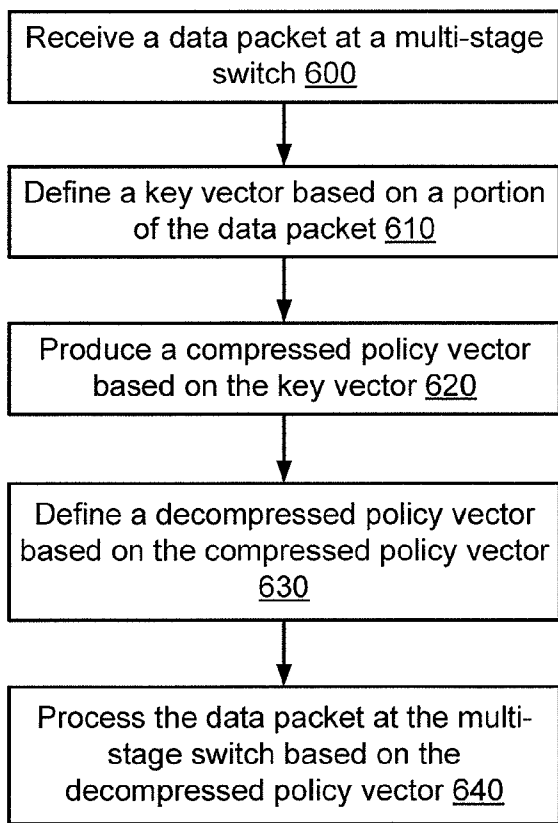 Receive a data packet at a multi-stage
switch 600
Define a key vector based on a portion
of the data packet 610
Produce a compressed policy vector
based on the key vector 620
Define a decompressed policy vector
based on the compressed policy vector
630
Process the data packet at the multi-
stage switch based on the
decompressed policy vector 640